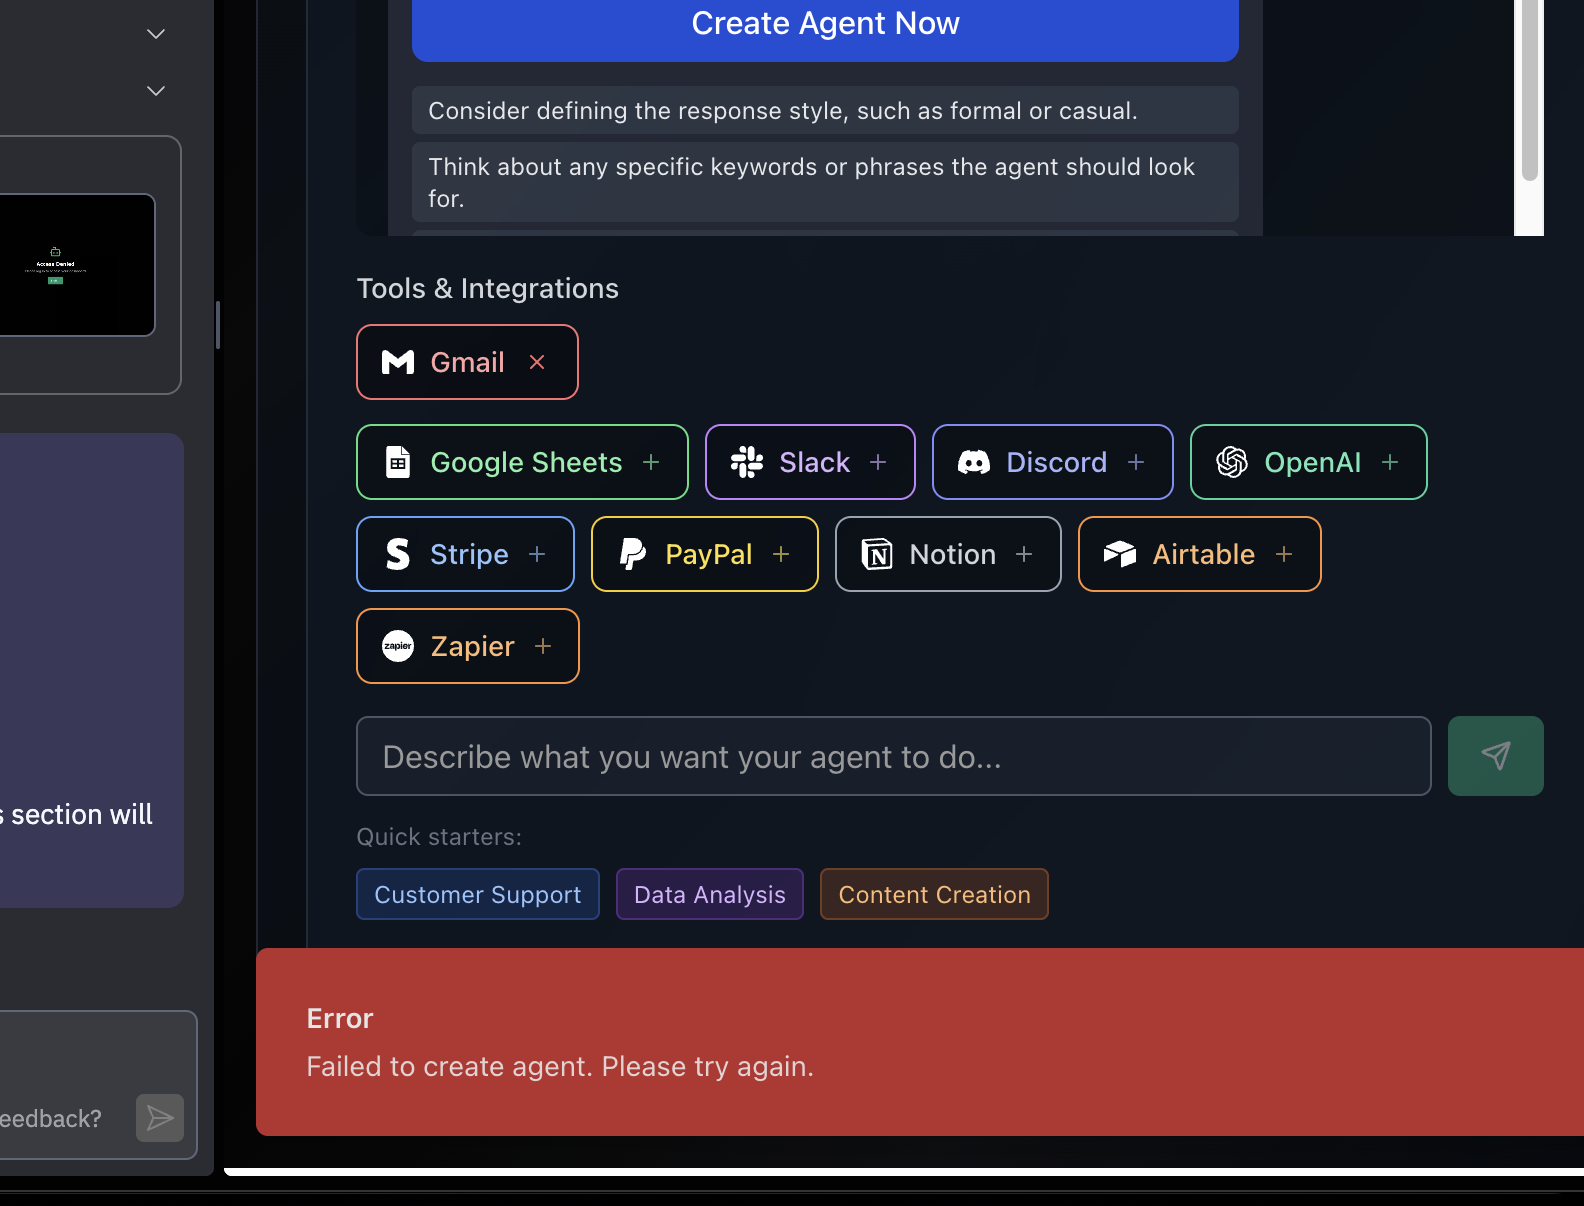 Create Agent Now
Consider defining the response style, such as formal or casual.
Think about any specific keywords or phrases the agent should look
for.
Access Denied
Tools & Integrations
Gmail
Google Sheets +
Slack +
Discord +
OpenAI +
Stripe +
PayPal +
Notion +
Airtable +
zapier Zapier +
Describe what you want your agent to do...
section will
Quick starters:
Customer Support
Data Analysis
Content Creation
Error
Failed to create agent. Please try again.
eedback?